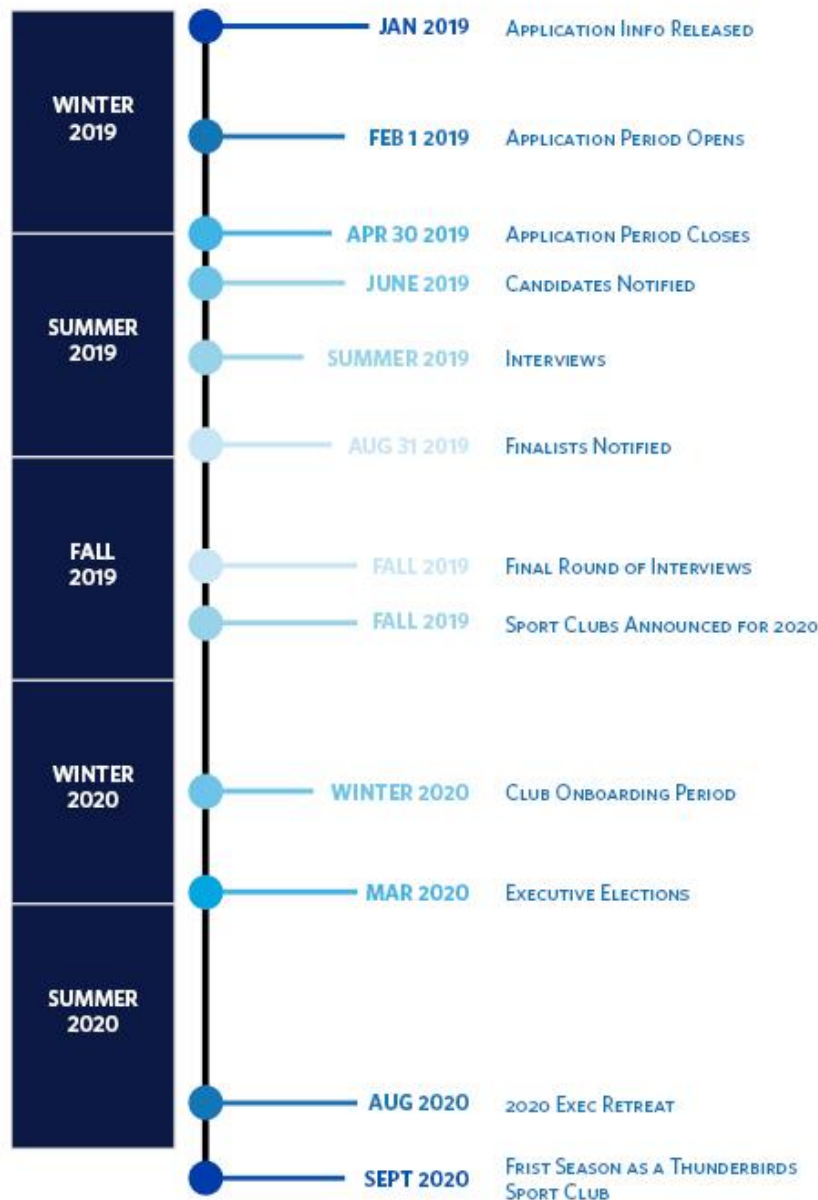 WINTER
2019
JAN 2019 APPLICATION IINFO RELEASED
FEB 1 2019 APPLICATION PERIOD OPENS
APR 30 2019 APPLICATION PERIOD CLOSES
SUMMER
2019
JUNE 2019 CANDIDATES NOTIFIED
SUMMER 2019 INTERVIEWS
AUG 31 2019 FINALISTS NOTIFIED
FALL
2019
FALL 2019 FINAL ROUND OF INTERVIEWS
FALL 2019 SPORT CLUBS ANNOUNCED FOR 2020
WINTER
2020
WINTER 2020 CLUB ONBOARDING PERIOD
MAR 2020 EXECUTIVE ELECTIONS
SUMMER
2020
AUG 2020 2020 EXEC RETREAT
SEPT 2020 FRIST SEASON AS A THUNDERBIRDS
SPORT CLUB